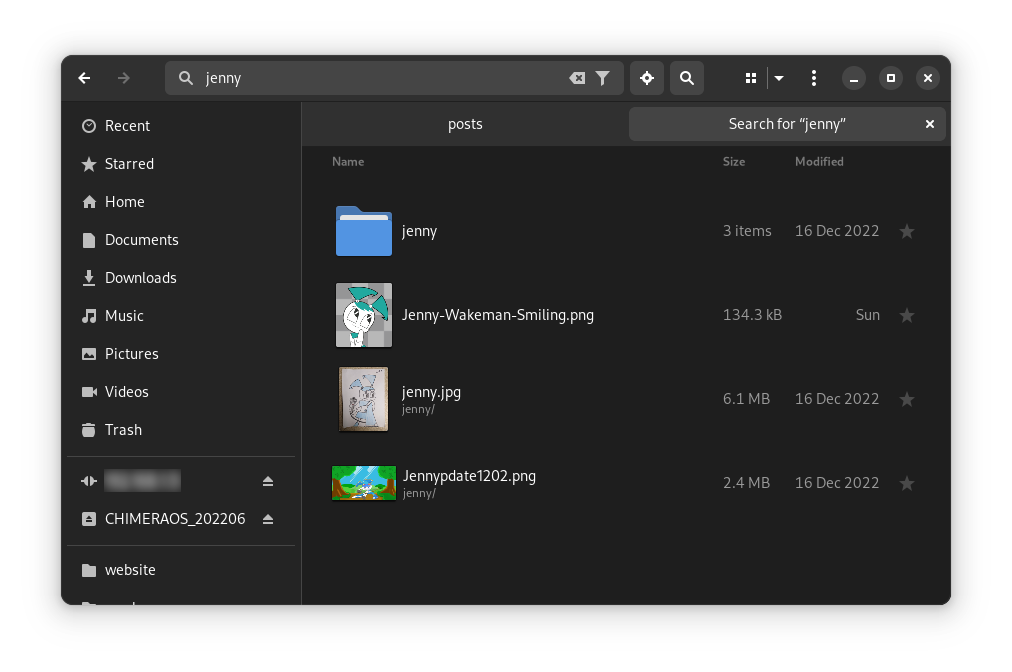 jenny
Recent
Starred
Home
Documents
Downloads
Music
Pictures
Videos
Trash
CHIMERAOS_202206
website
posts
Search for “jenny”
Name Size Modified
jenny 3 items 16 Dec 2022
Jenny-Wakeman-Smiling.png 134.3 kB Sun
jenny.jpg 6.1 MB 16 Dec 2022
jenny/
Jennypdate1202.png 2.4 MB 16 Dec 2022
jenny/